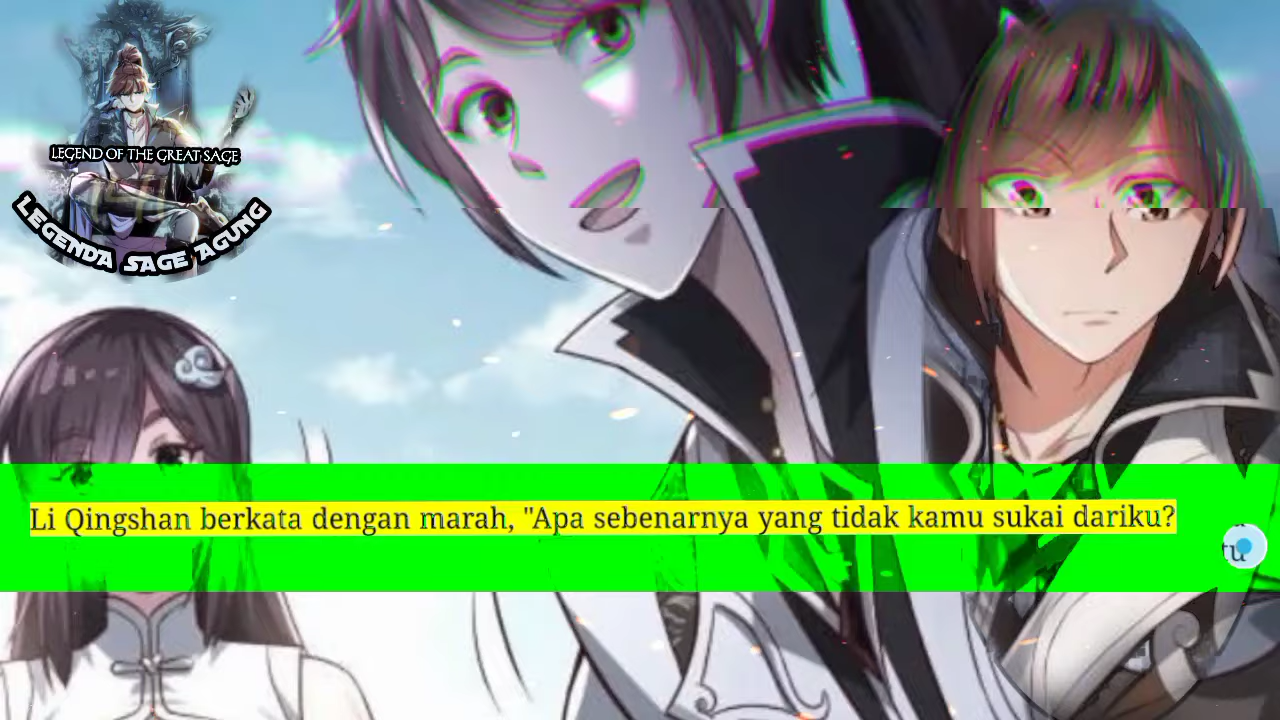 LEGEND OF THE GREAT SAGE
LEGENDA SAGE AGUNG
Li Qingshan berkata dengan marah, "Apa sebenarnya yang tidak kamu sukai dariku?
tu